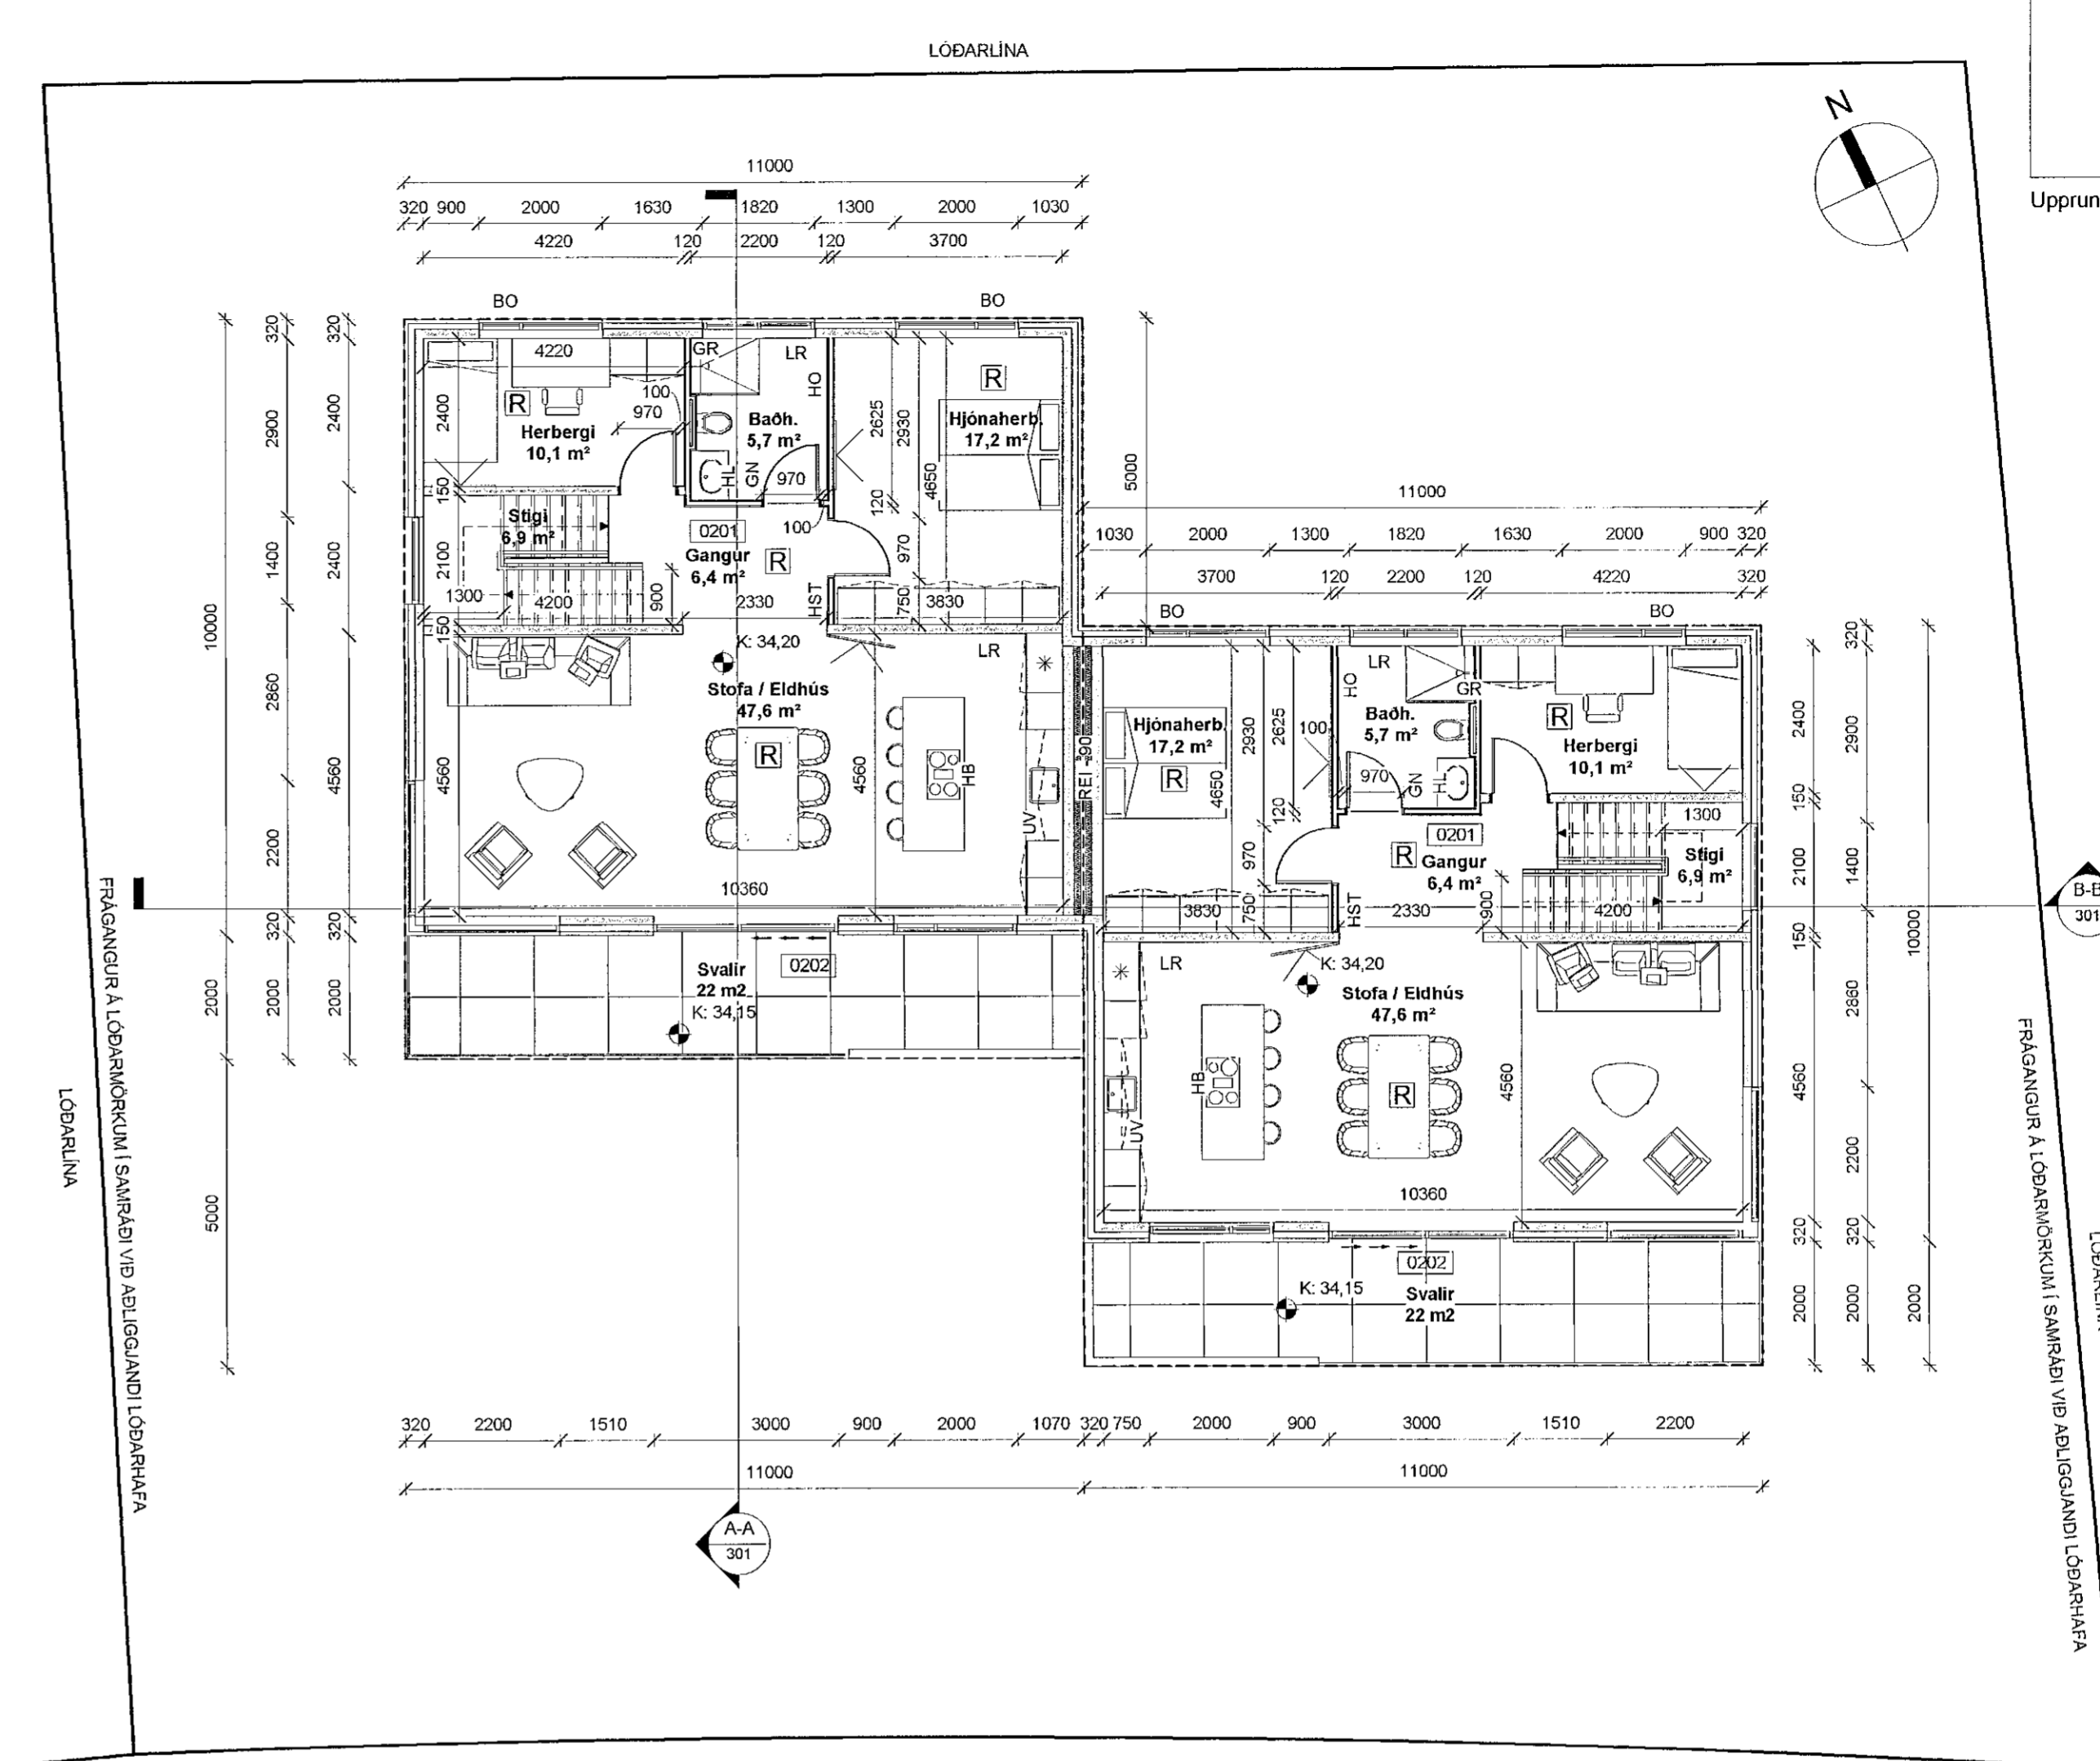 LÓÐARLÍNA
N
Upprun
11000
320 900 2000 1630 1820 1300 2000 1030
4220 120 2200 120 3700
BO BO
10000
2000
5000
320 2900 1400 2860 2200 320 2000
320 2400 2400 4560 320 2000
4220
GR LR
HO
R
100
970
2400
R
Herbergi
10,1 m²
Baðh.
5,7 m²
2625
2930
Hjónaherb.
17,2 m²
HL
GN
970
4650
120
150
Stigi
6,9 m²
0201
100
Gangur
6,4 m²
R
970
2100
1300
4200
900
2330
HST
750
3830
150
K: 34,20
LR
Stofa / Eldhús
47,6 m²
R
4560
4560
HB
UV
10360
REI -90
Svalir
22 m2
0202
K: 34,15
5000
11000
1030 2000 1300 1820 1630 2000 900 320
3700 120 2200 120 4220 320
BO BO
LR
HO
GR
Hjónaherb.
17,2 m²
R
2930
2625
100
Baðh.
5,7 m²
R
Herbergi
10,1 m²
4650
970
GN
HL
120
1300
0201
R
Gangur
6,4 m²
Stigi
6,9 m²
970
3830
750
HST
2330
900
4200
LR
K: 34,20
Stofa / Eldhús
47,6 m²
HB
R
4560
UV
10360
0202
K: 34,15
Svalir
22 m2
2400 150 2100 150 4560 320 2000
320 2900 1400 2860 2200 320 2000
10000 2000
B-B
301
FRÁGANGUR Á LÓÐARMÖRKUM Í SAMRÁÐI VIÐ AÐLIGGJANDI LÓÐARHAFA
LÓÐARLÍNA
FRÁGANGUR Á LÓÐARMÖRKUM Í SAMRÁÐI VIÐ AÐLIGGJANDI LÓÐARHAFA
LÓÐARLÍNA
320 2200 1510 3000 900 2000 1070 320 750 2000 900 3000 1510 2200
11000 11000
A-A
301